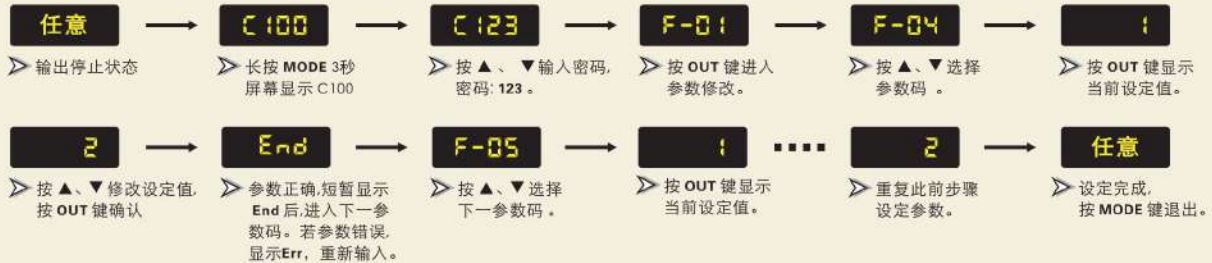 任意
➢ 输出停止状态
C100
➢ 长按 MODE 3秒
屏幕显示 C100
C123
➢ 按 ▲、▼输入密码,
密码: 123 。
F-01
➢ 按 OUT 键进入
参数修改。
F-04
➢ 按 ▲、▼ 选择
参数码 。
1
➢ 按 OUT 键显示
当前设定值。
2
➢ 按 ▲、▼ 修改设定值,
按 OUT 键确认
End
➢ 参数正确,短暂显示
End 后,进入下一参
数码。若参数错误,
显示Err，重新输入。
F-05
➢ 按 ▲、▼ 选择
下一参数码 。
1
➢ 按 OUT 键显示
当前设定值。
2
➢ 重复此前步骤
设定参数。
任意
➢ 设定完成,
按 MODE 键退出。